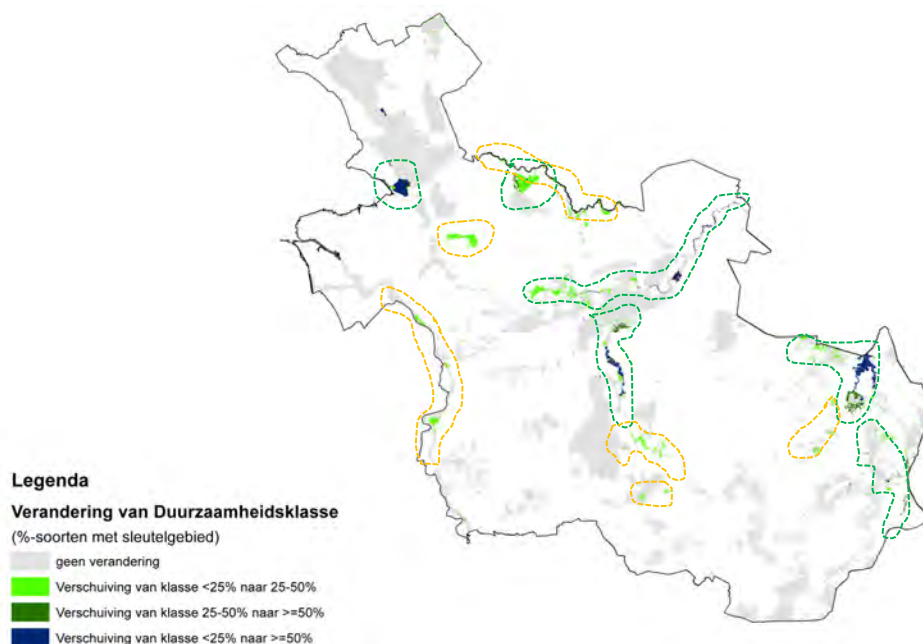 Legenda
Verandering van Duurzaamheidsklasse
(%-soorten met sleutelgebied)
geen verandering
Verschuiving van klasse <25% naar 25-50%
Verschuiving van klasse 25-50% naar >=50%
Verschuiving van klasse <25% naar >=50%